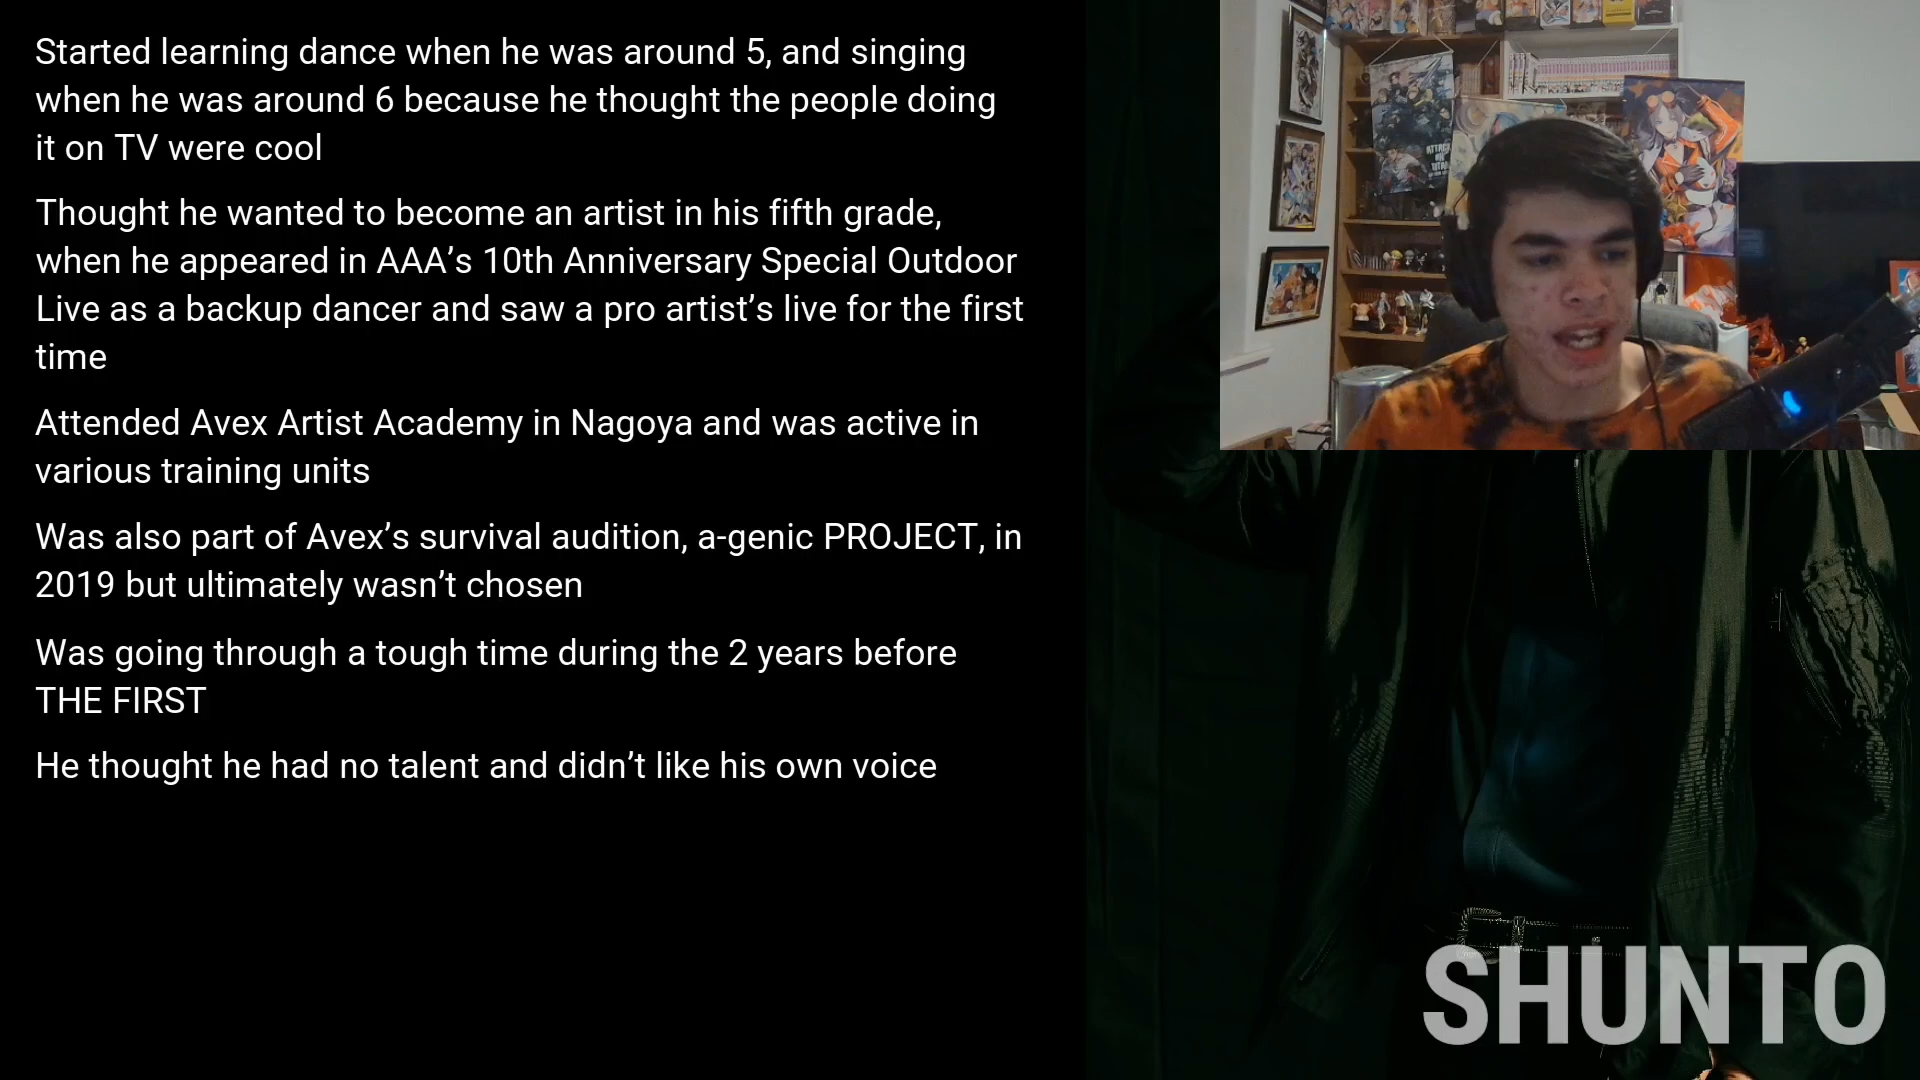 Started learning dance when he was around 5, and singing
when he was around 6 because he thought the people doing
it on TV were cool
Thought he wanted to become an artist in his fifth grade,
when he appeared in AAA’s 10th Anniversary Special Outdoor
Live as a backup dancer and saw a pro artist’s live for the first
time
Attended Avex Artist Academy in Nagoya and was active in
various training units
Was also part of Avex’s survival audition, a-genic PROJECT, in
2019 but ultimately wasn’t chosen
Was going through a tough time during the 2 years before
THE FIRST
He thought he had no talent and didn’t like his own voice
ATTACK
ON
TITAN
SHUNTO